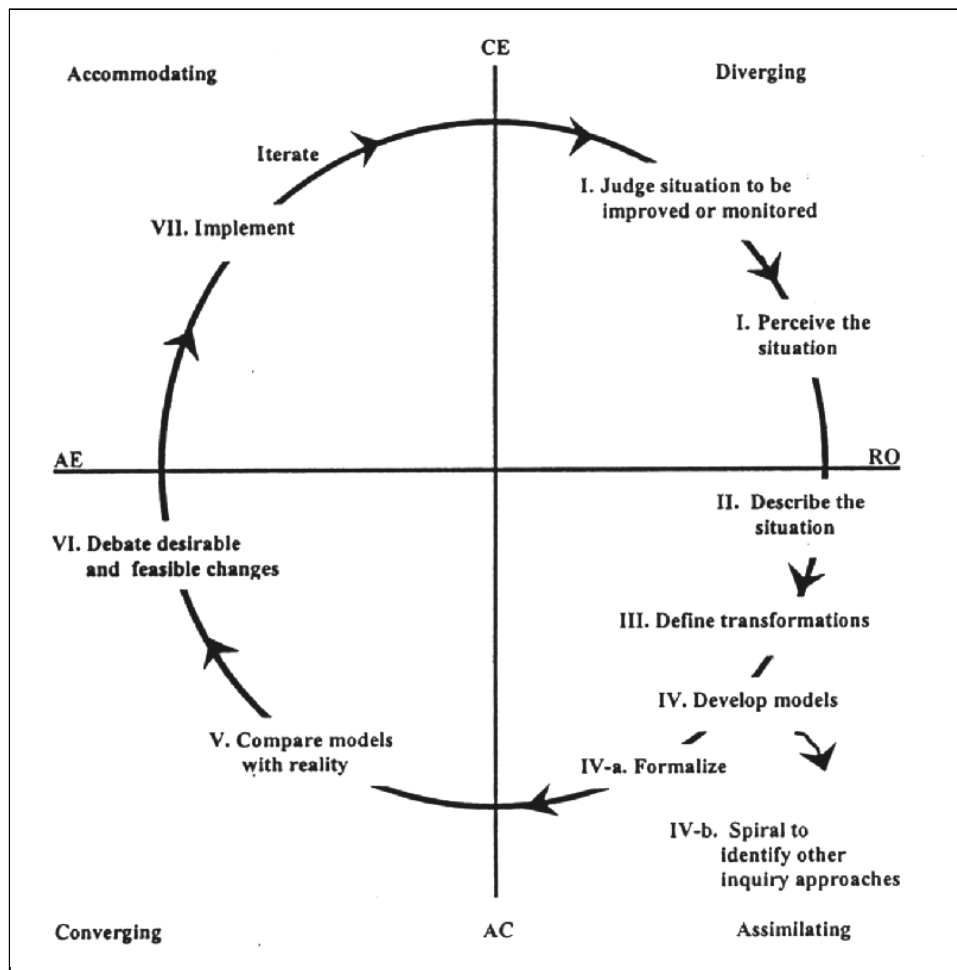 CE
Accommodating
Diverging
Iterate
I. Judge situation to be
improved or monitored
VII. Implement
I. Perceive the
situation
AE
RO
II. Describe the
situation
VI. Debate desirable
and feasible changes
III. Define transformations
IV. Develop models
V. Compare models
with reality
IV-a. Formalize
IV-b. Spiral to
identify other
inquiry approaches
Converging
AC
Assimilating